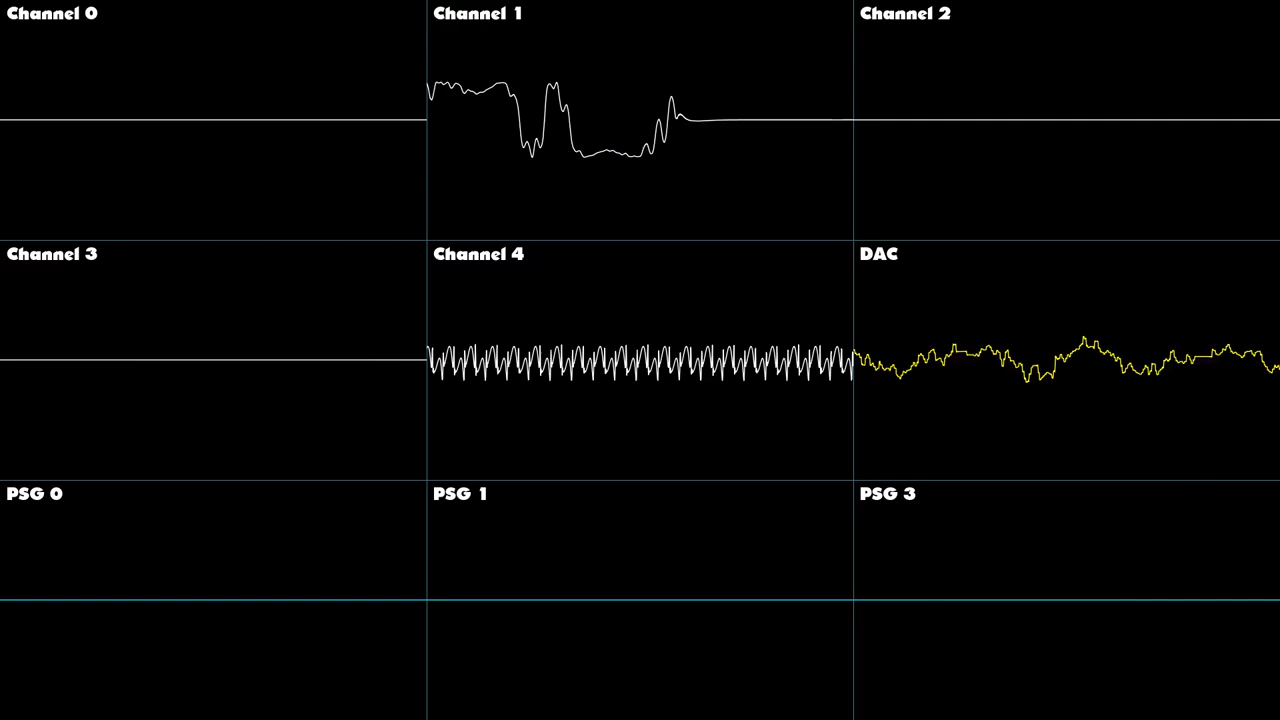 Channel 0
Channel 1
Channel 2
Channel 3
Channel 4
DAC
PSG 0
PSG 1
PSG 3